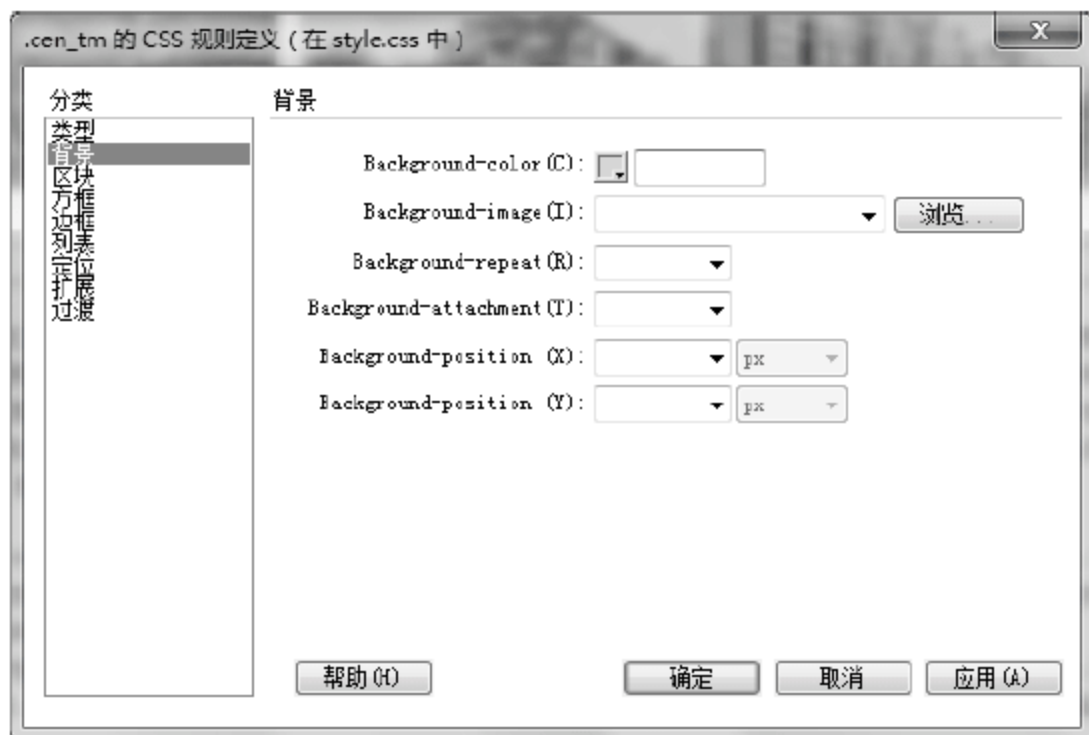 .cen_tm 的 CSS 规则定义 ( 在 style.css 中 )
x
分类
类型
背景
区块
方框
边框
列表
定位
扩展
过渡
背景
Background-color(C):
Background-image(I):
浏览...
Background-repeat(R):
Background-attachment(T):
Background-position (X):
px
Background-position (Y):
px
帮助(H)
确定
取消
应用(A)